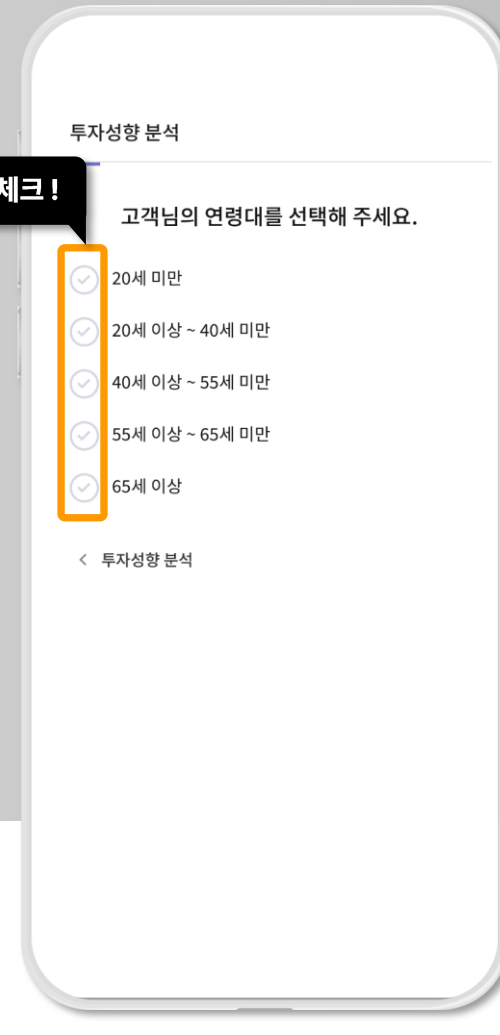 투자성향 분석
체크 !
고객님의 연령대를 선택해 주세요.
20세 미만
20세 이상 ~ 40세 미만
40세 이상 ~ 55세 미만
55세 이상 ~ 65세 미만
65세 이상
< 투자성향 분석